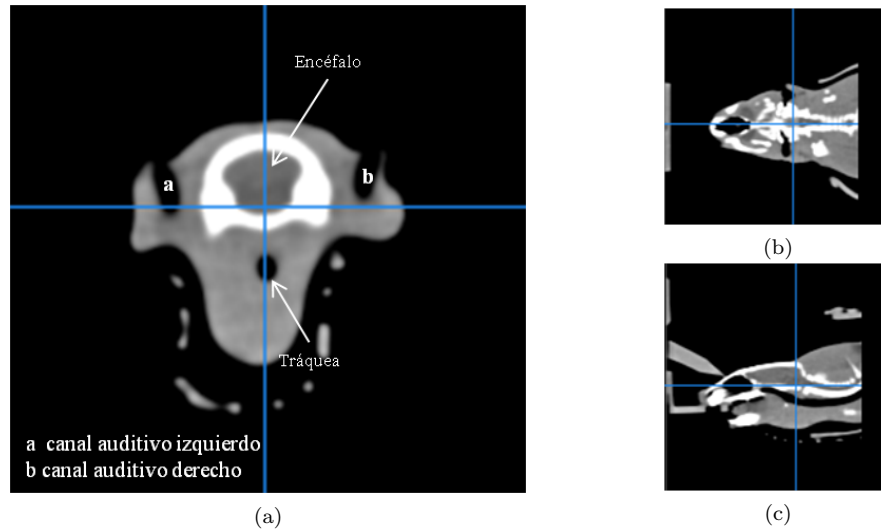 Encéfalo
a
b
Tráquea
a canal auditivo izquierdo
b canal auditivo derecho
(a)
(b)
(c)